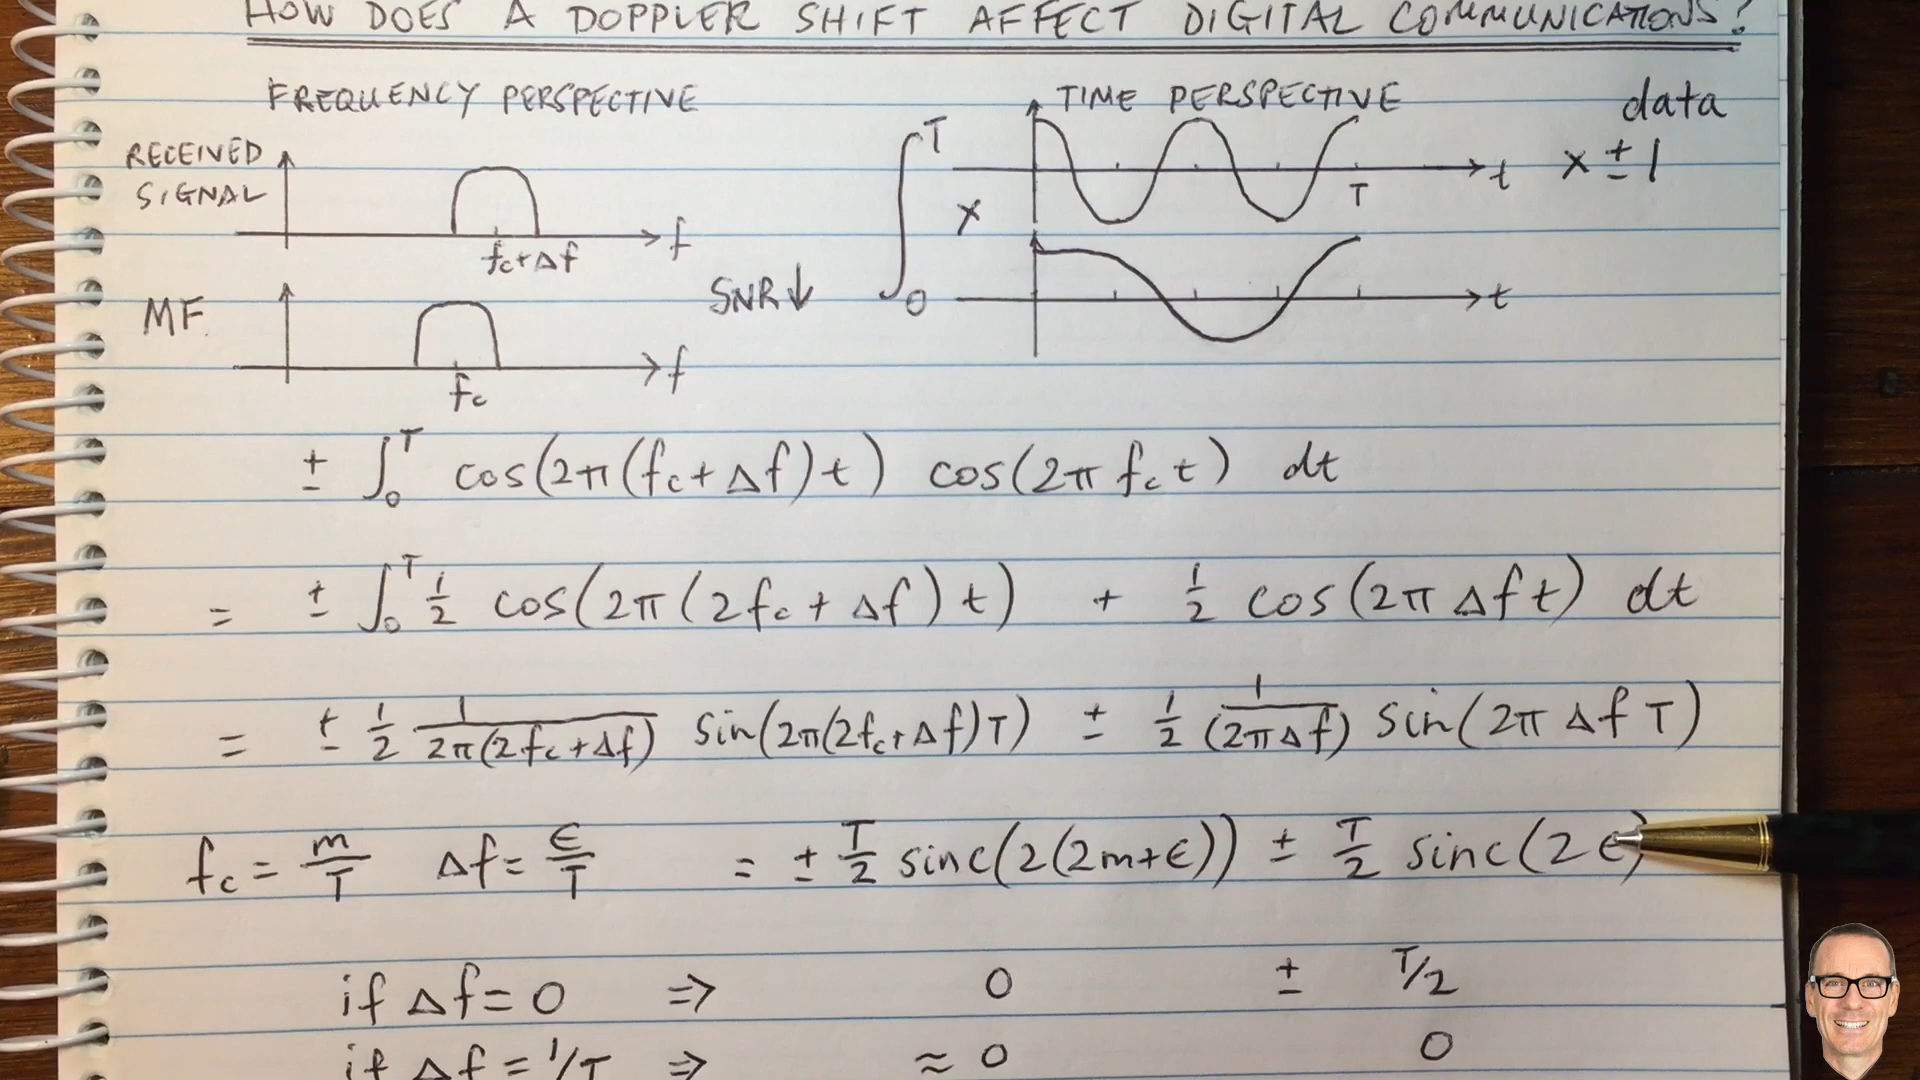 HOW DOES A DOPPLER SHIFT AFFECT DIGITAL COMMUNICATIONS?
FREQUENCY PERSPECTIVE
RECEIVED
SIGNAL
f
fc+Δf
MF
f
fc
SNR↓
TIME PERSPECTIVE
data
∫₀ᵀ
t
x ± 1
T
x
t
± ∫₀ᵀ cos(2π(fc+Δf)t) cos(2πfct) dt
= ± ∫₀ᵀ 1/2 cos(2π(2fc+Δf)t) + 1/2 cos(2πΔft) dt
= ± 1/2 1/2π(2fc+Δf) sin(2π(2fc+Δf)T) ± 1/2 1/(2πΔf) sin(2πΔfT)
fc = m/T Δf = ϵ/T = ± T/2 sinc(2(2m+ϵ)) ± T/2 sinc(2ϵ)
if Δf=0 ⇒ 0 ± T/2
if Δf = 1/T ⇒ ≈ 0 0